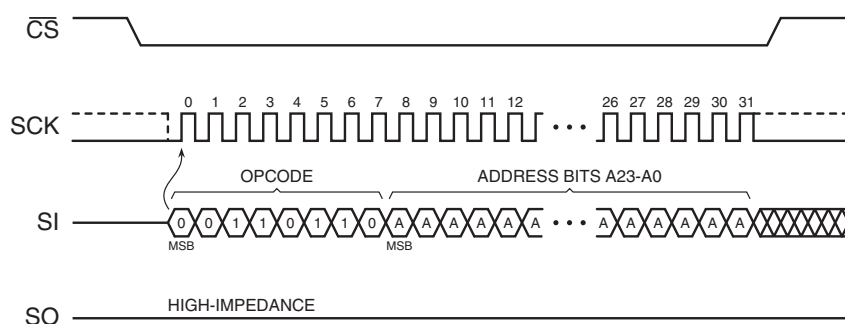 CS
0 1 2 3 4 5 6 7 8 9 10 11 12 26 27 28 29 30 31
SCK
OPCODE ADDRESS BITS A23-A0
SI 0 0 1 1 0 1 1 0 A A A A A A A A A A A A
MSB MSB
HIGH-IMPEDANCE
SO